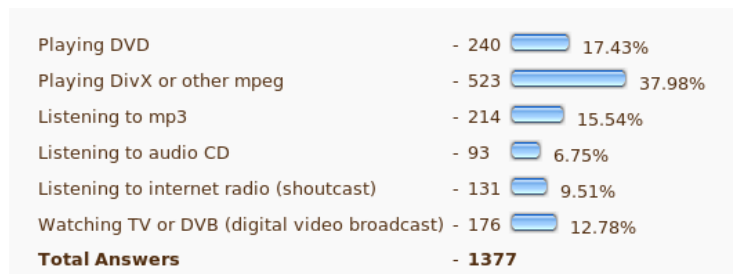 Playing DVD - 240 17.43%
Playing DivX or other mpeg - 523 37.98%
Listening to mp3 - 214 15.54%
Listening to audio CD - 93 6.75%
Listening to internet radio (shoutcast) - 131 9.51%
Watching TV or DVB (digital video broadcast) - 176 12.78%
Total Answers - 1377